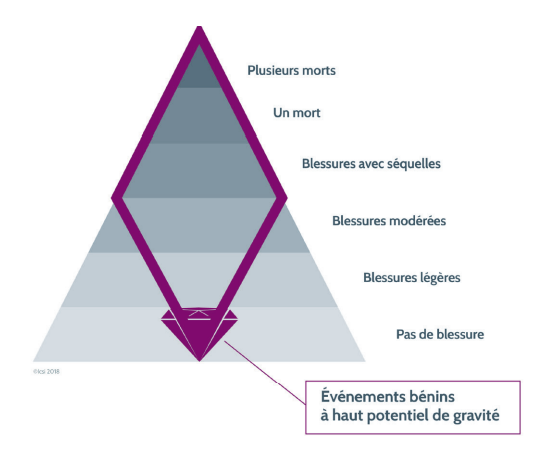 Plusieurs morts
Un mort
Blessures avec séquelles
Blessures modérées
Blessures légères
Pas de blessure
©Icsi 2018
Événements bénins
à haut potentiel de gravité